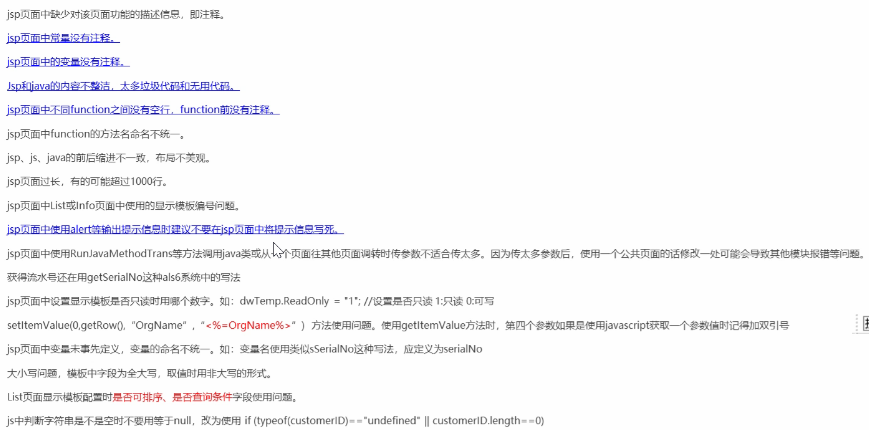 jsp页面中缺少对该页面功能的描述信息，即注释。
jsp页面中常量没有注释。
jsp页面中的变量没有注释。
Jsp和java的内容不整洁，太多垃圾代码和无用代码。
jsp页面中不同function之间没有空行，function前没有注释。
jsp页面中function的方法名命名不统一。
jsp、js、java的前后缩进不一致，布局不美观。
jsp页面过长，有的可能超过1000行。
jsp页面中List或Info页面中使用的显示模板编号问题。
jsp页面中使用alert等输出提示信息时建议不要在jsp页面中将提示信息写死。
jsp页面中使用RunJavaMethodTrans等方法调用java类或从一个页面往其他页面调转时传参数不适合传太多。因为传太多参数后，使用一个公共页面的话修改一处可能会导致其他模块报错等问题。
获得流水号还在用getSerialNo这种als6系统中的写法
jsp页面中设置显示模板是否只读时用哪个数字。如：dwTemp.ReadOnly = "1"; //设置是否只读 1:只读 0:可写
setItemValue(0,getRow(), "OrgName" , "<%=OrgName%>" ) 方法使用问题。使用getItemValue方法时，第四个参数如果是使用javascript获取一个参数值时记得加双引号
jsp页面中变量未事先定义，变量的命名不统一。如：变量名使用类似sSerialNo这种写法，应定义为serialNo
大小写问题，模板中字段为全大写，取值时用非大写的形式。
List页面显示模板配置时是否可排序、是否查询条件字段使用问题。
js中判断字符串是不是空时不要用等于null，改为使用 if (typeof(customerID)=="undefined" || customerID.length==0)